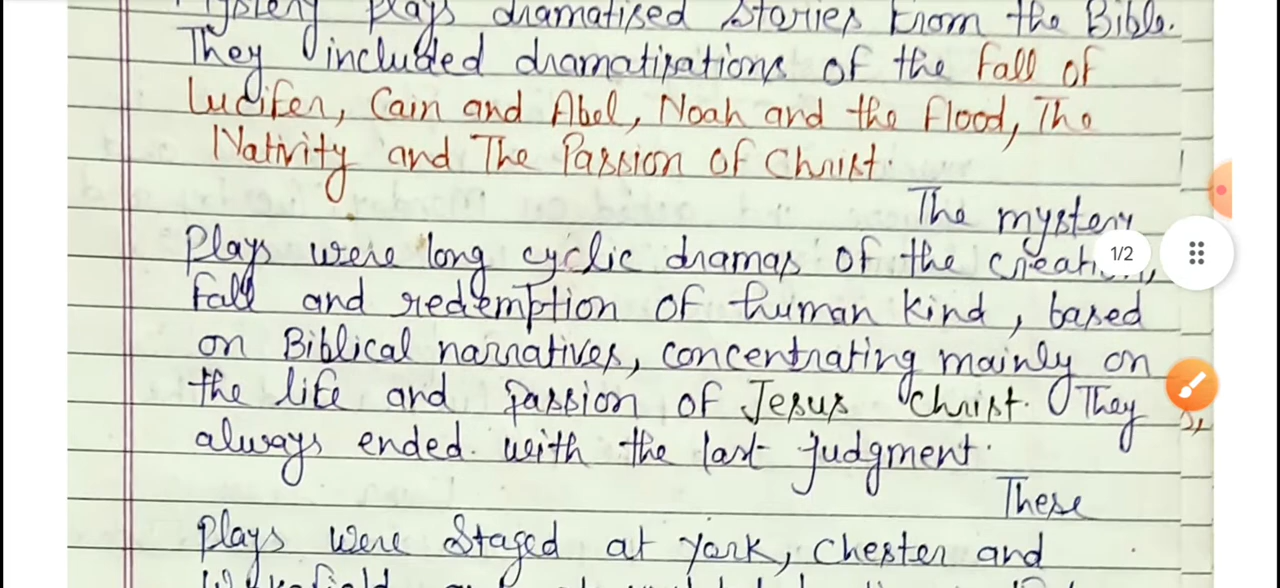 Mystery plays dramatised stories from the Bible.
They included dramatisations of the Fall of
Lucifer, Cain and Abel, Noah and the Flood, The
Nativity and The Passion of Christ.
The mystery
Plays were long cyclic dramas of the creation,
Fall and redemption of human kind, based
1/2
on Biblical narratives, concentrating mainly on
the life and passion of Jesus Christ. They
always ended with the last judgment.
These
Plays were staged at York, Chester and